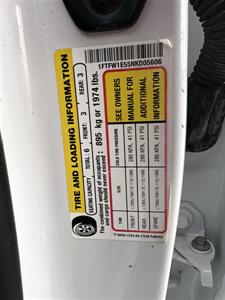 1FTFW1E55NKD05606
TIRE AND LOADING INFORMATION
SEATING CAPACITY TOTAL: 6 FRONT: 3 REAR: 3
The combined weight of occupants and cargo should never exceed: 895 kg or 1974 lbs.
SEE OWNERS MANUAL FOR ADDITIONAL INFORMATION
TIRE SIZE COLD TIRE PRESSURE
FRONT 280 KPA, 41 PSI
REAR 280 KPA, 41 PSI
SPARE 280 KPA, 41 PSI